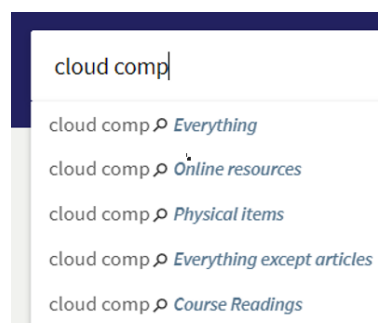 cloud comp
cloud comp Everything
cloud comp Online resources
cloud comp Physical items
cloud comp Everything except articles
cloud comp Course Readings